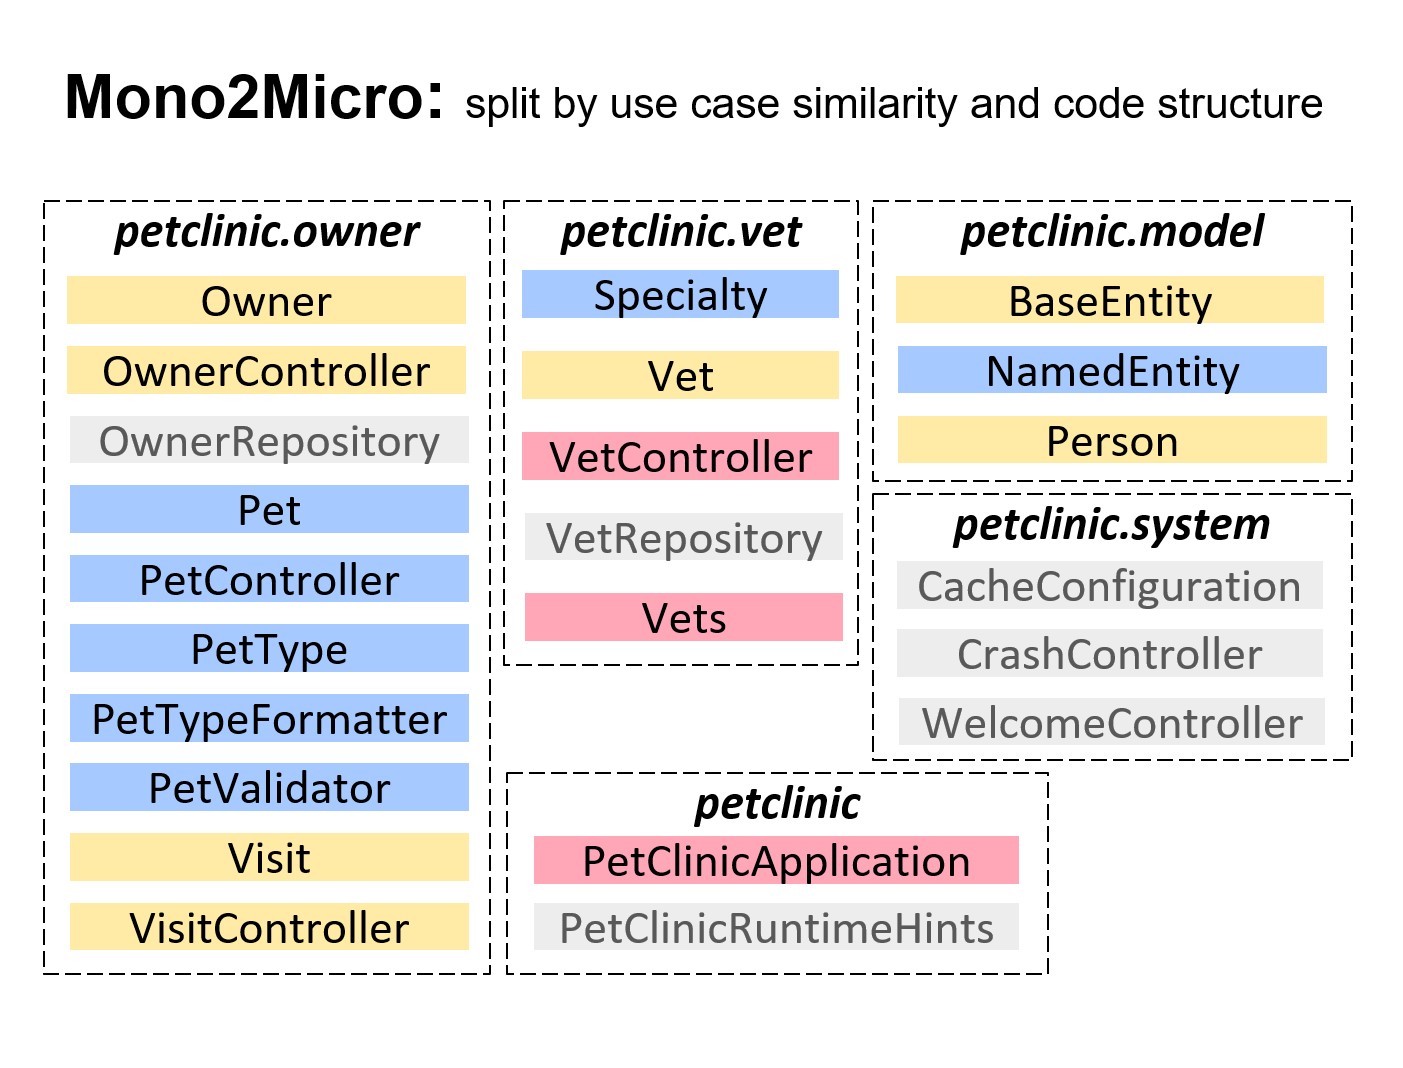 Mono2Micro: split by use case similarity and code structure
petclinic.owner
Owner
OwnerController
OwnerRepository
Pet
PetController
PetType
PetTypeFormatter
PetValidator
Visit
VisitController
petclinic.vet
Specialty
Vet
VetController
VetRepository
Vets
petclinic.model
BaseEntity
NamedEntity
Person
petclinic.system
CacheConfiguration
CrashController
WelcomeController
petclinic
PetClinicApplication
PetClinicRuntimeHints